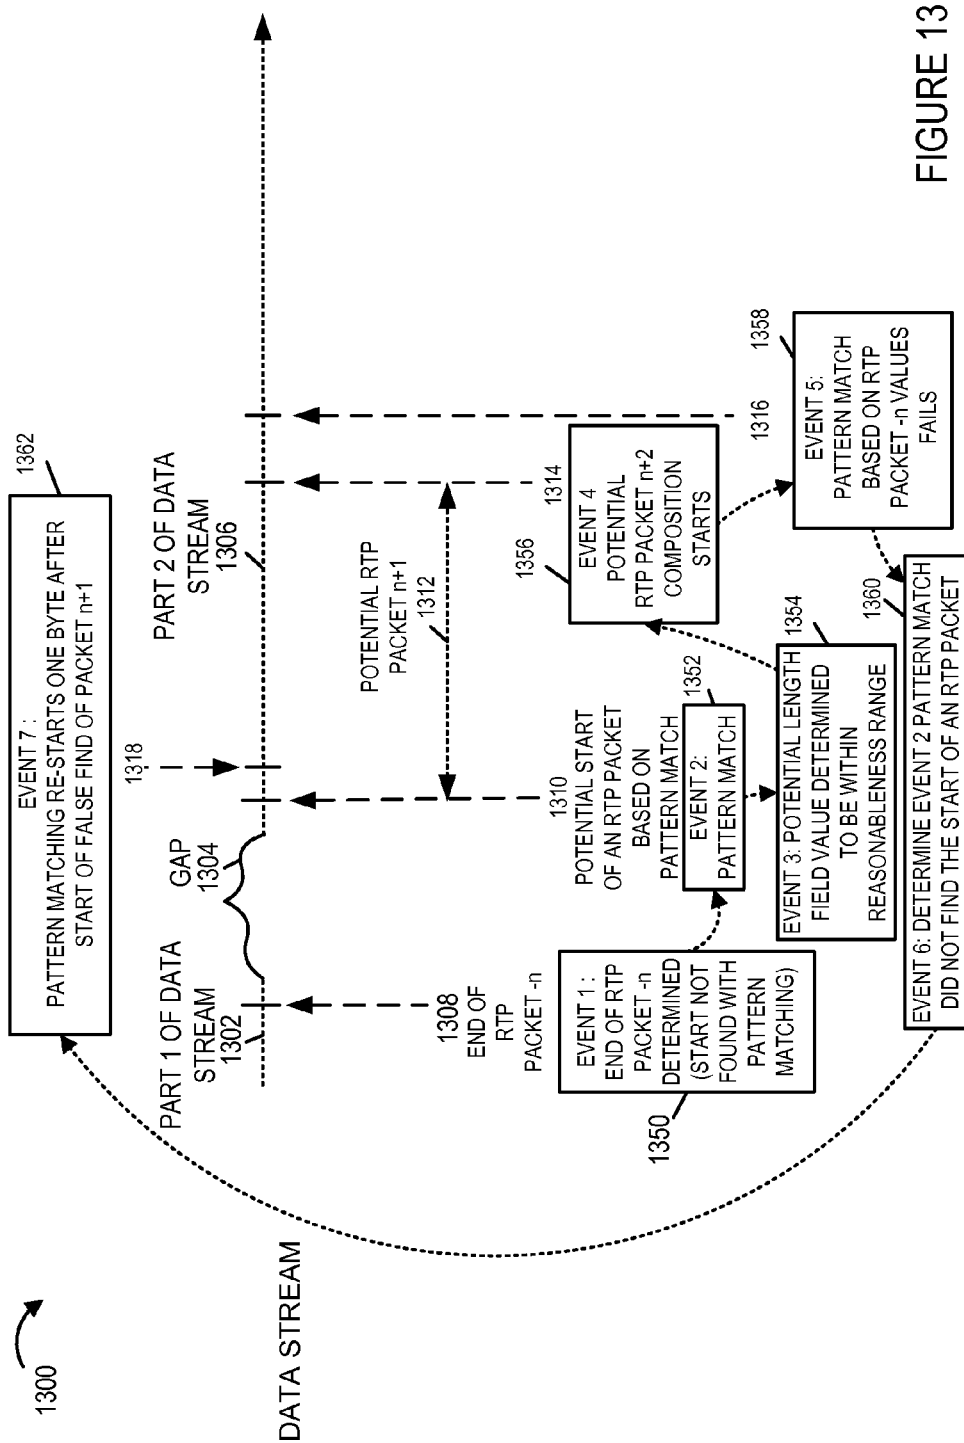 1300
DATA STREAM
EVENT 7 :
PATTERN MATCHING RE-STARTS ONE BYTE AFTER
START OF FALSE FIND OF PACKET n+1
1362
1318
PART 1 OF DATA
STREAM
1302
GAP
1304
PART 2 OF DATA
STREAM
1306
POTENTIAL RTP
PACKET n+1
1312
1308
END OF
RTP
PACKET -n
1310
POTENTIAL START
OF AN RTP PACKET
BASED ON
PATTERN MATCH
1314
1316
EVENT 1 :
END OF RTP
PACKET -n
DETERMINED
(START NOT
FOUND WITH
PATTERN
MATCHING)
1350
EVENT 2:
PATTERN MATCH
1352
EVENT 3: POTENTIAL LENGTH
FIELD VALUE DETERMINED
TO BE WITHIN
REASONABLENESS RANGE
1354
EVENT 4
POTENTIAL
RTP PACKET n+2
COMPOSITION
STARTS
1356
EVENT 5:
PATTERN MATCH
BASED ON RTP
PACKET -n VALUES
FAILS
1358
EVENT 6: DETERMINE EVENT 2 PATTERN MATCH
DID NOT FIND THE START OF AN RTP PACKET
1360
FIGURE 13